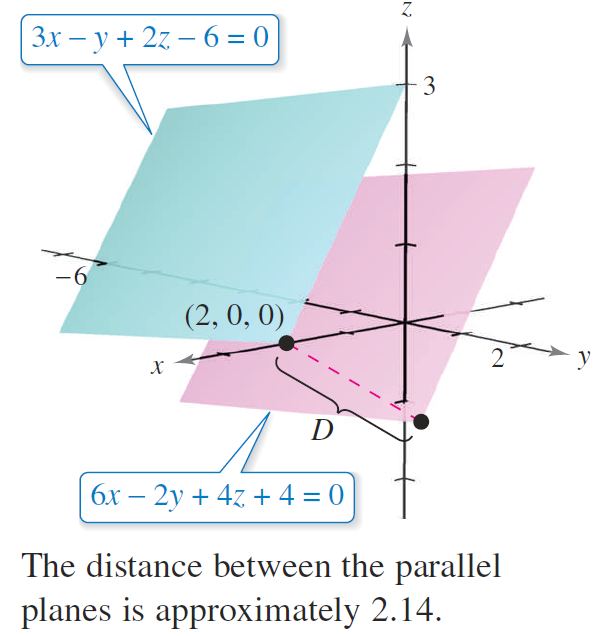 z
3x – y + 2z – 6 = 0
3
–6
(2, 0, 0)
x
2
y
D
6x – 2y + 4z + 4 = 0
The distance between the parallel
planes is approximately 2.14.